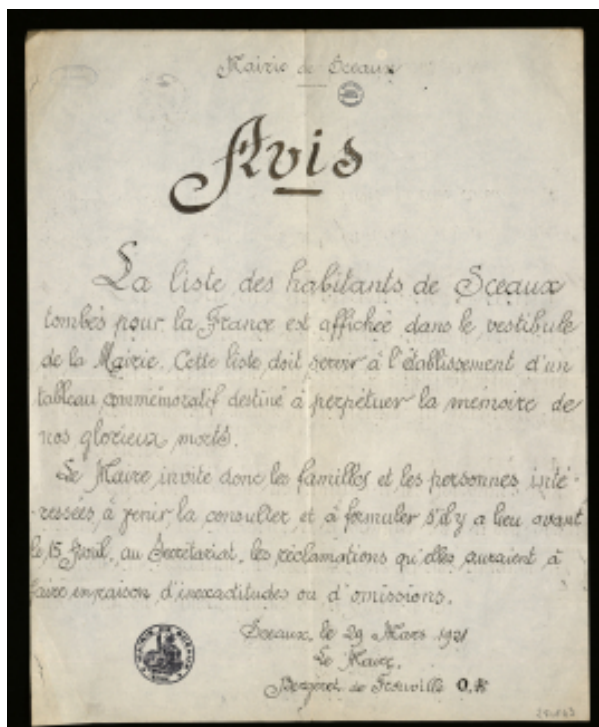 Mairie de Sceaux
Avis
La liste des habitants de Sceaux
tombés pour la France est affichée dans le vestibule
de la Mairie. Cette liste doit servir à l'établissement d'un
tableau commémoratif destiné à perpétuer la mémoire de
nos glorieux morts.
Le Maire invite donc les familles et les personnes inté-
-ressées à venir la consulter et à formuler s'il y a lieu avant
le 15 Avril, au Secrétariat, les réclamations qu'elles auraient à
faire en raison d'inexactitudes ou d'omissions.
Sceaux, le 29 Mars 1921
Le Maire,
Bergeret de Frouville